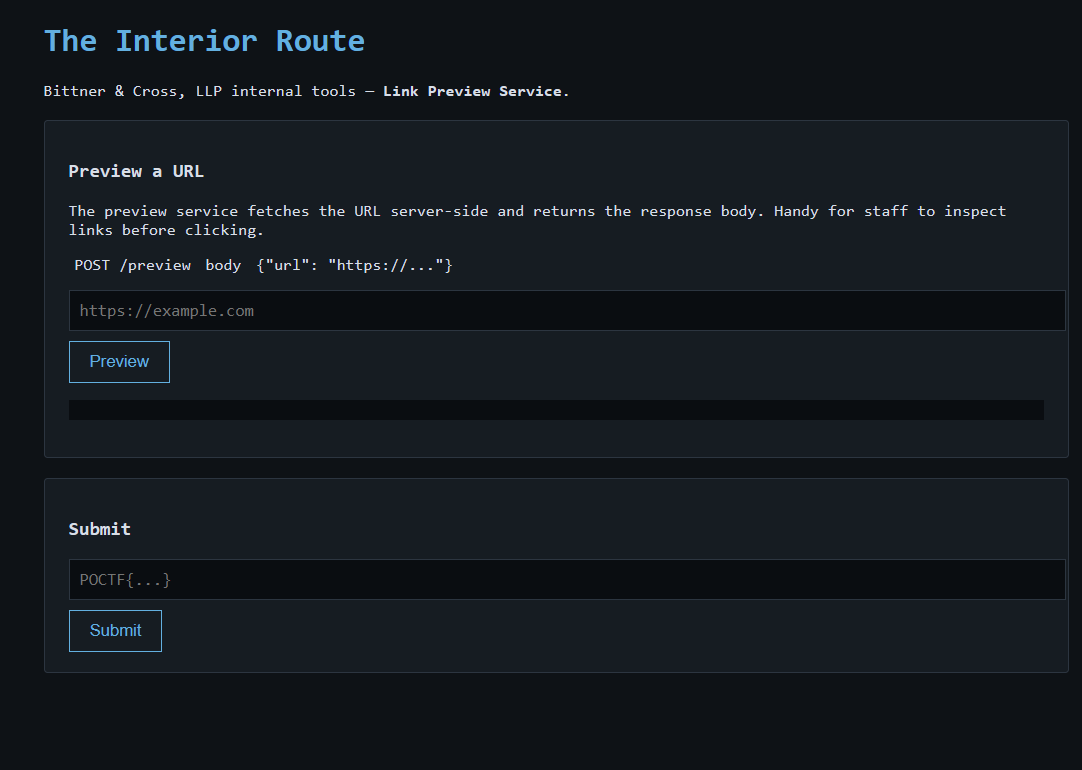 The Interior Route
Bittner & Cross, LLP internal tools — Link Preview Service.
Preview a URL
The preview service fetches the URL server-side and returns the response body. Handy for staff to inspect
links before clicking.
POST /preview body {"url": "https://..."}
https://example.com
Preview
Submit
POCTF{...}
Submit